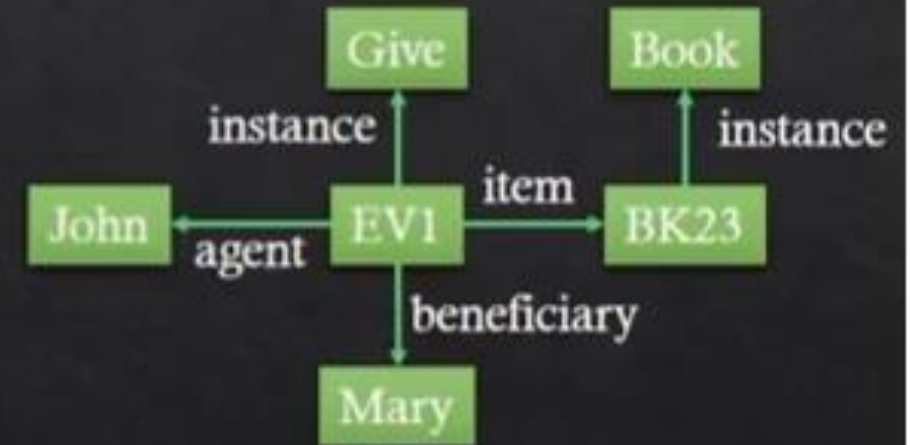 Give
Book
instance
instance
item
John
EV1
BK23
agent
beneficiary
Mary